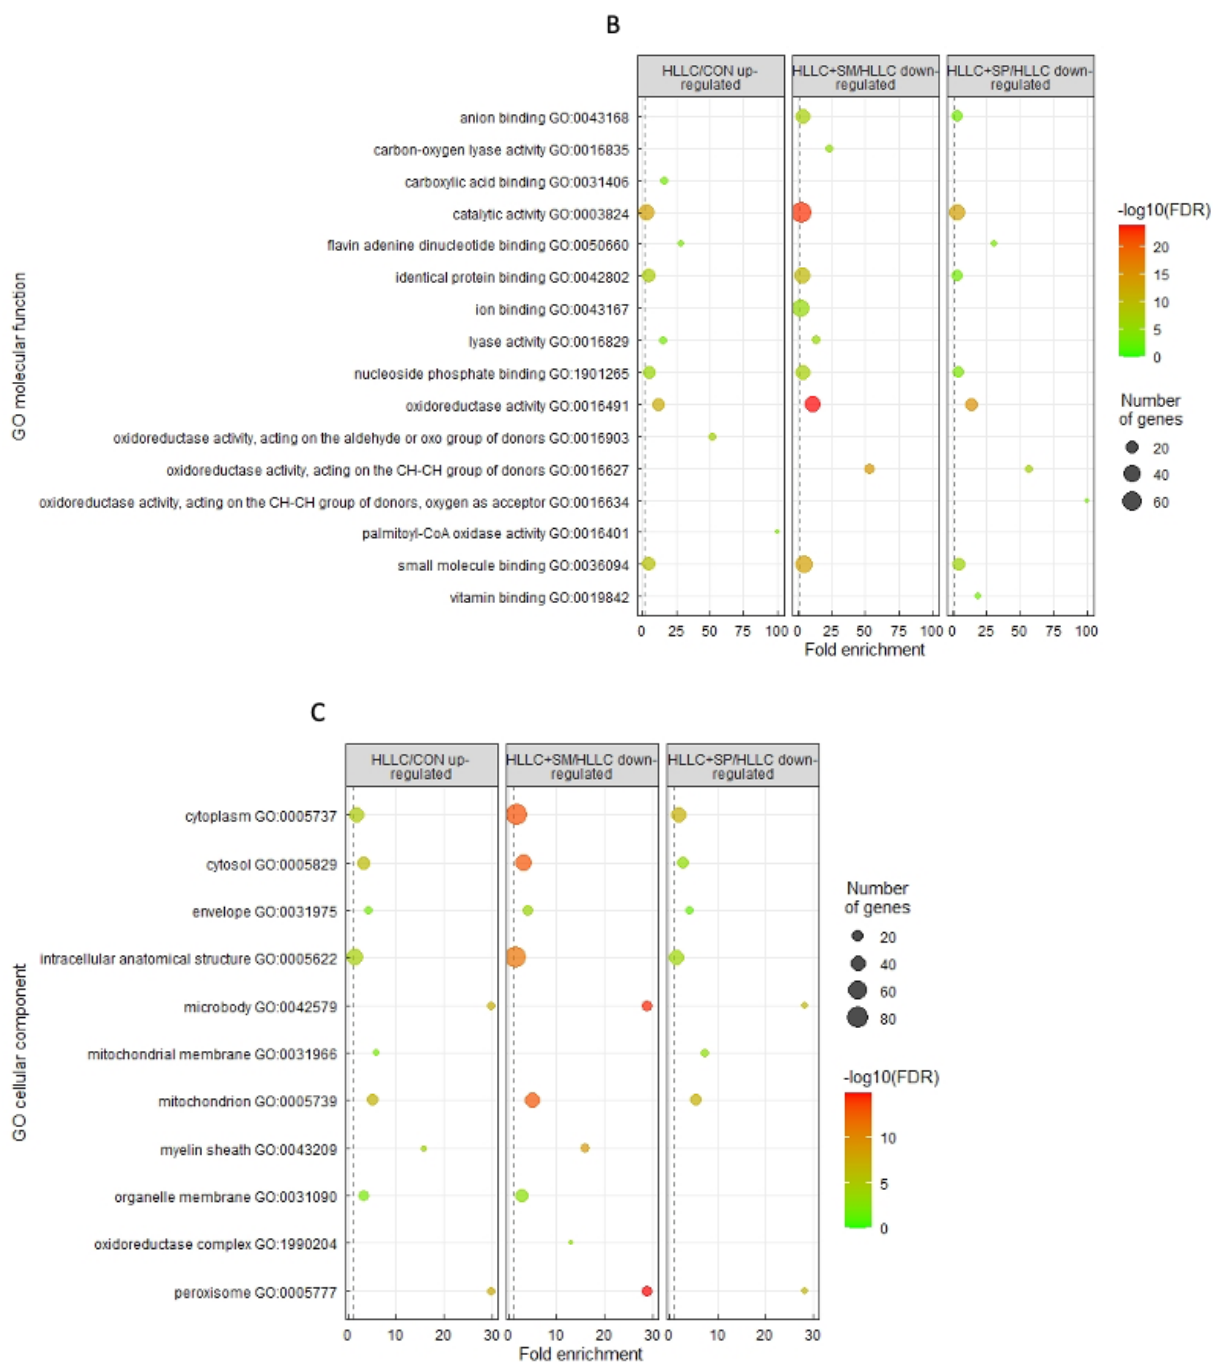 B
HLLC/CON up-
regulated
HLLC+SM/HLLC down-
regulated
HLLC+SP/HLLC down-
regulated
GO molecular function
anion binding GO:0043168
carbon-oxygen lyase activity GO:0016835
carboxylic acid binding GO:0031406
catalytic activity GO:0003824
flavin adenine dinucleotide binding GO:0050660
identical protein binding GO:0042802
ion binding GO:0043167
lyase activity GO:0016829
nucleoside phosphate binding GO:1901265
oxidoreductase activity GO:0016491
oxidoreductase activity, acting on the aldehyde or oxo group of donors GO:0016903
oxidoreductase activity, acting on the CH-CH group of donors GO:0016627
oxidoreductase activity, acting on the CH-CH group of donors, oxygen as acceptor GO:0016634
palmitoyl-CoA oxidase activity GO:0016401
small molecule binding GO:0036094
vitamin binding GO:0019842
0 25 50 75 100 0 25 50 75 100 0 25 50 75 100
Fold enrichment
-log10(FDR)
20
15
10
5
0
Number
of genes
20
40
60
C
HLLC/CON up-
regulated
HLLC+SM/HLLC down-
regulated
HLLC+SP/HLLC down-
regulated
GO cellular component
cytoplasm GO:0005737
cytosol GO:0005829
envelope GO:0031975
intracellular anatomical structure GO:0005622
microbody GO:0042579
mitochondrial membrane GO:0031966
mitochondrion GO:0005739
myelin sheath GO:0043209
organelle membrane GO:0031090
oxidoreductase complex GO:1990204
peroxisome GO:0005777
0 10 20 30 0 10 20 30 0 10 20 30
Fold enrichment
Number
of genes
20
40
60
80
-log10(FDR)
10
5
0